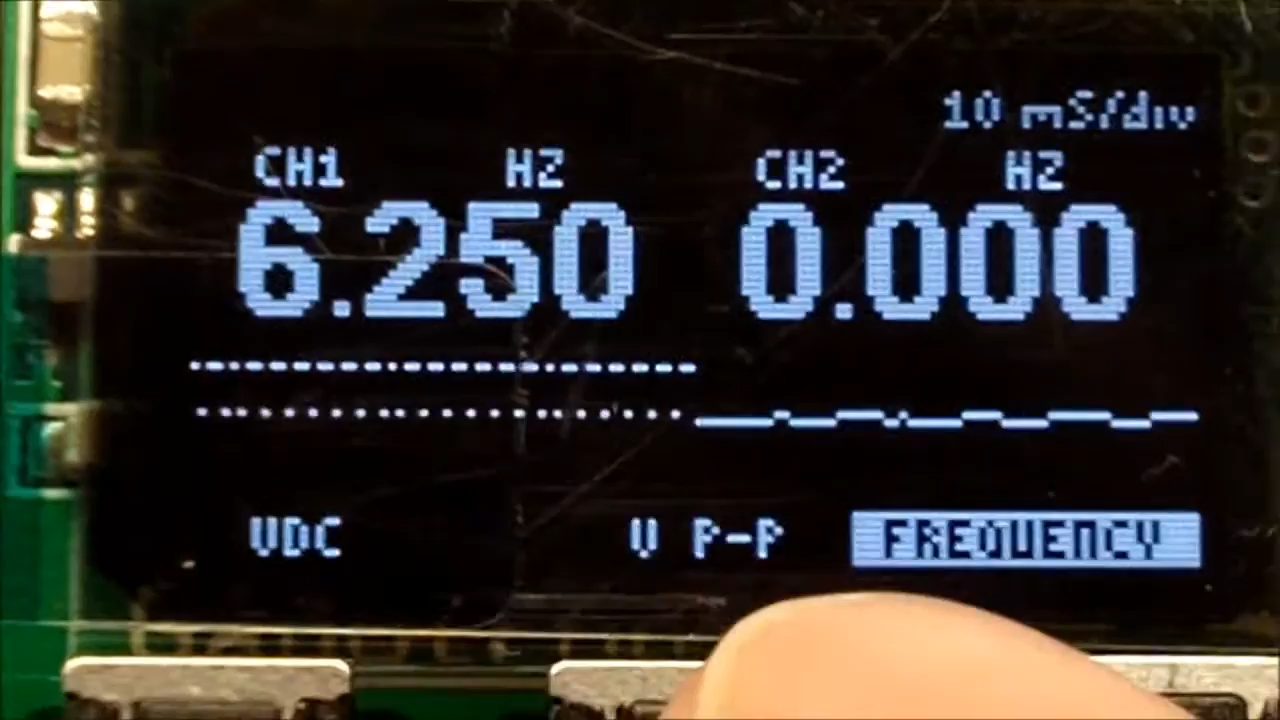 10 mS/div
CH1 HZ CH2 HZ
6.250 0.000
VDC V P-P FREQUENCY